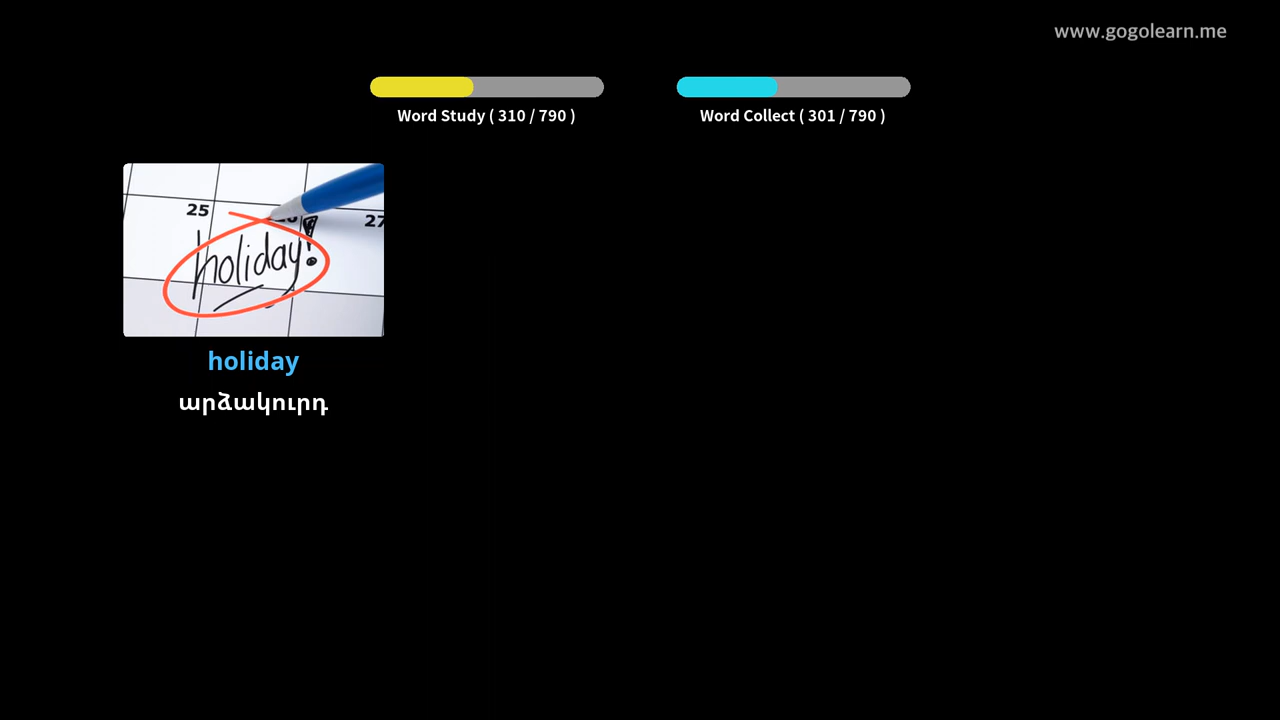 www.gogolearn.me
Word Study ( 310 / 790 )
Word Collect ( 301 / 790 )
25
27
holiday!
holiday
արձակուրդ